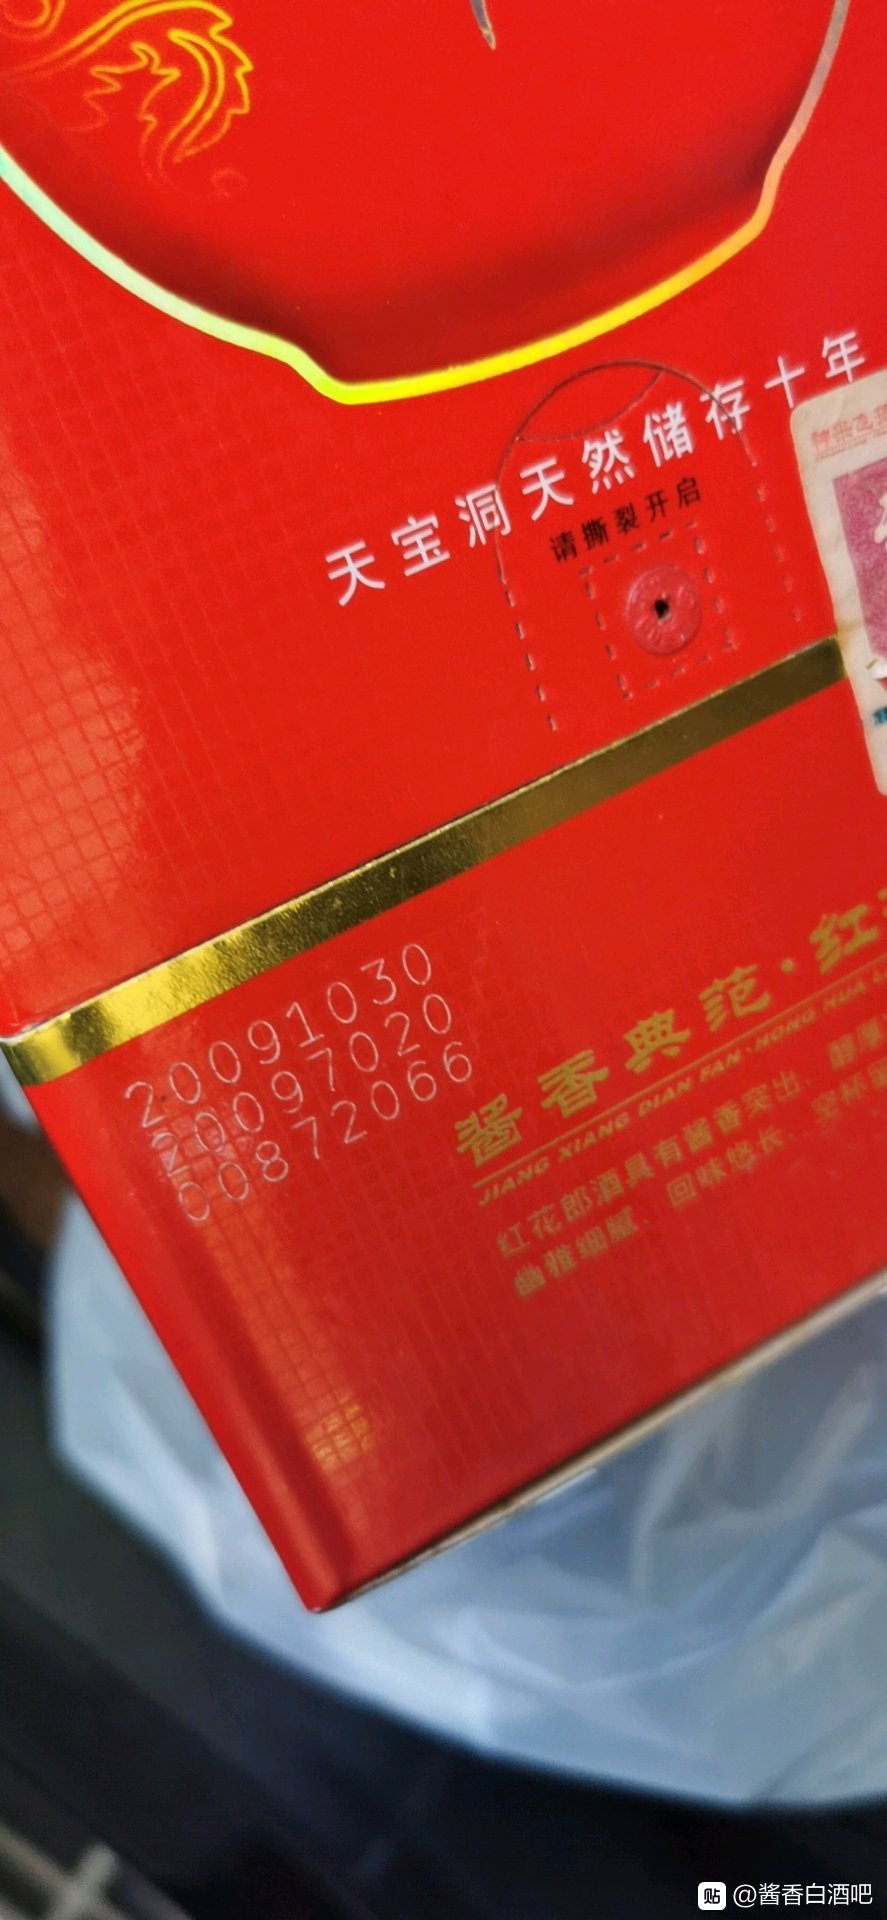 天宝洞天然储存十年
请撕裂开启
20091030
20097020
00872066
酱香典范·红
JIANG XIANG DIAN FAN·HONG HUA L
红花郎酒具有酱香突出、醇厚
幽雅细腻、回味悠长、空杯
贴 @酱香白酒吧